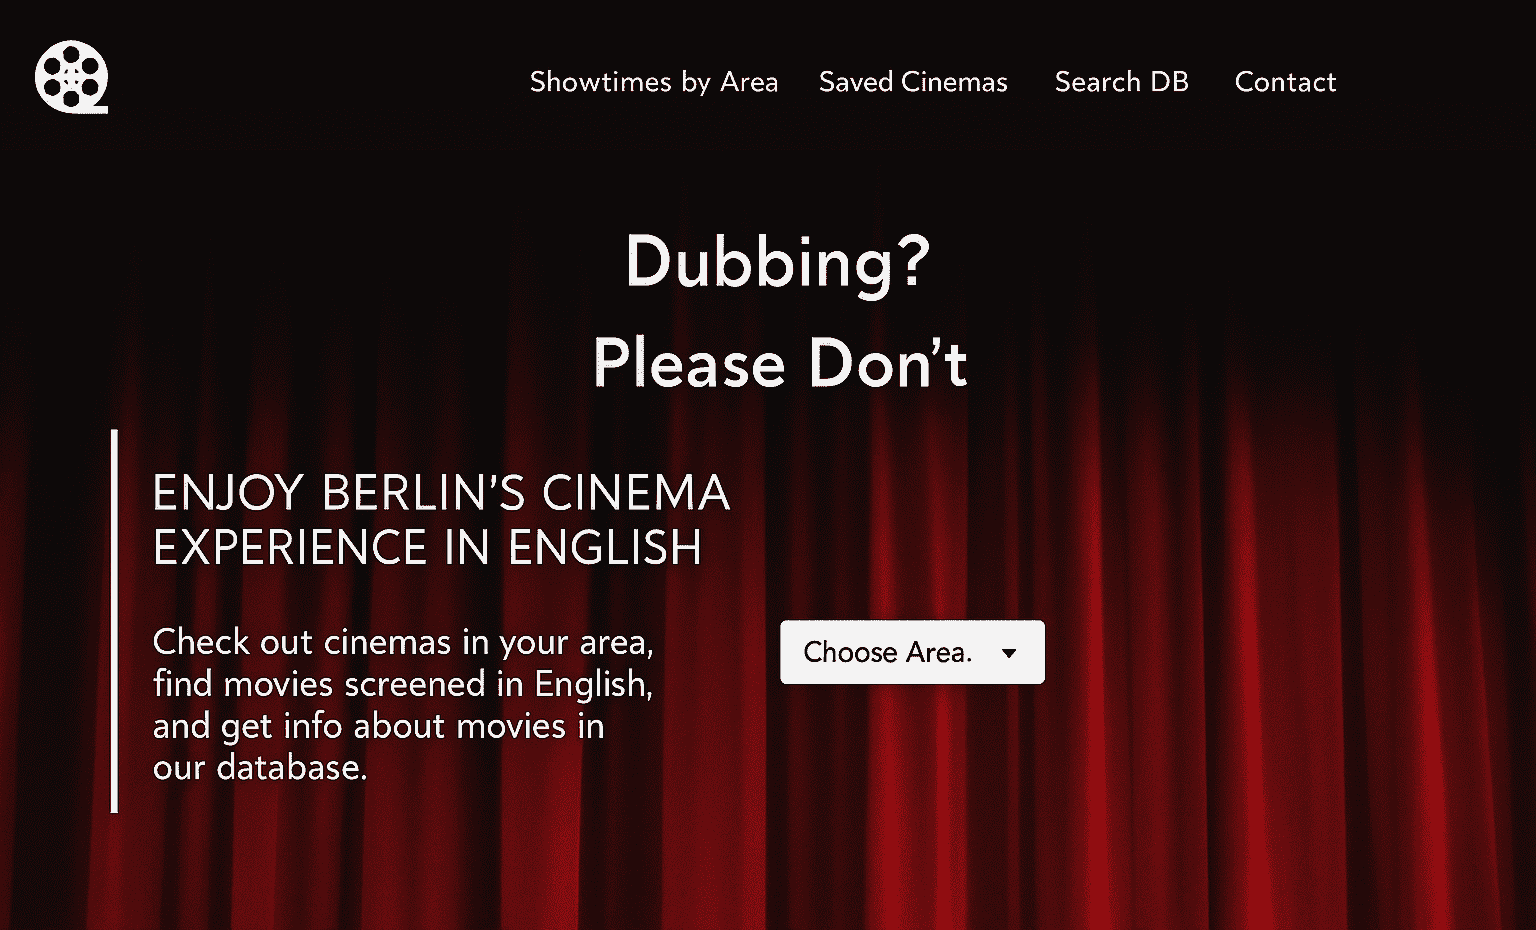 Showtimes by Area Saved Cinemas Search DB Contact
Dubbing?
Please Don’t
ENJOY BERLIN’S CINEMA
EXPERIENCE IN ENGLISH
Check out cinemas in your area,
find movies screened in English,
and get info about movies in
our database.
Choose Area.